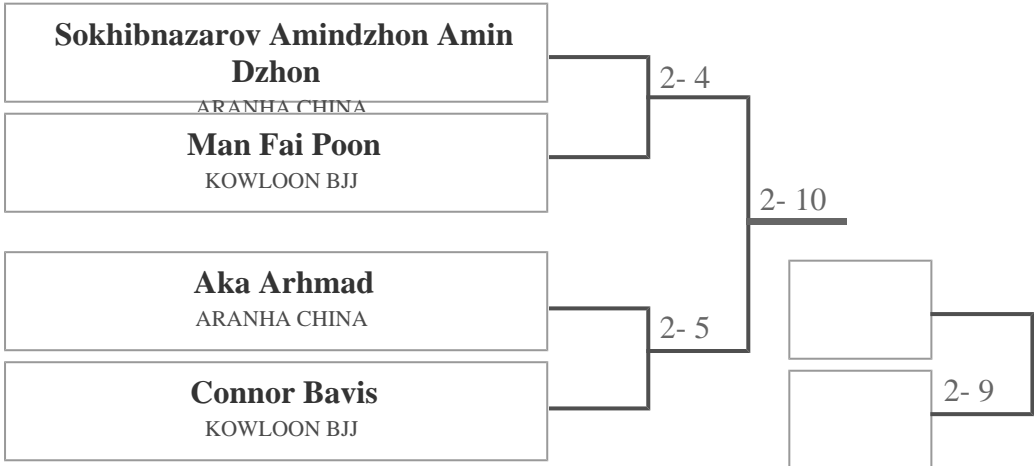 Sokhibnazarov Amindzhon Amin
Dzhon
ARANHA CHINA
2- 4
Man Fai Poon
KOWLOON BJJ
2- 10
Aka Arhmad
ARANHA CHINA
2- 5
Connor Bavis
KOWLOON BJJ
2- 9